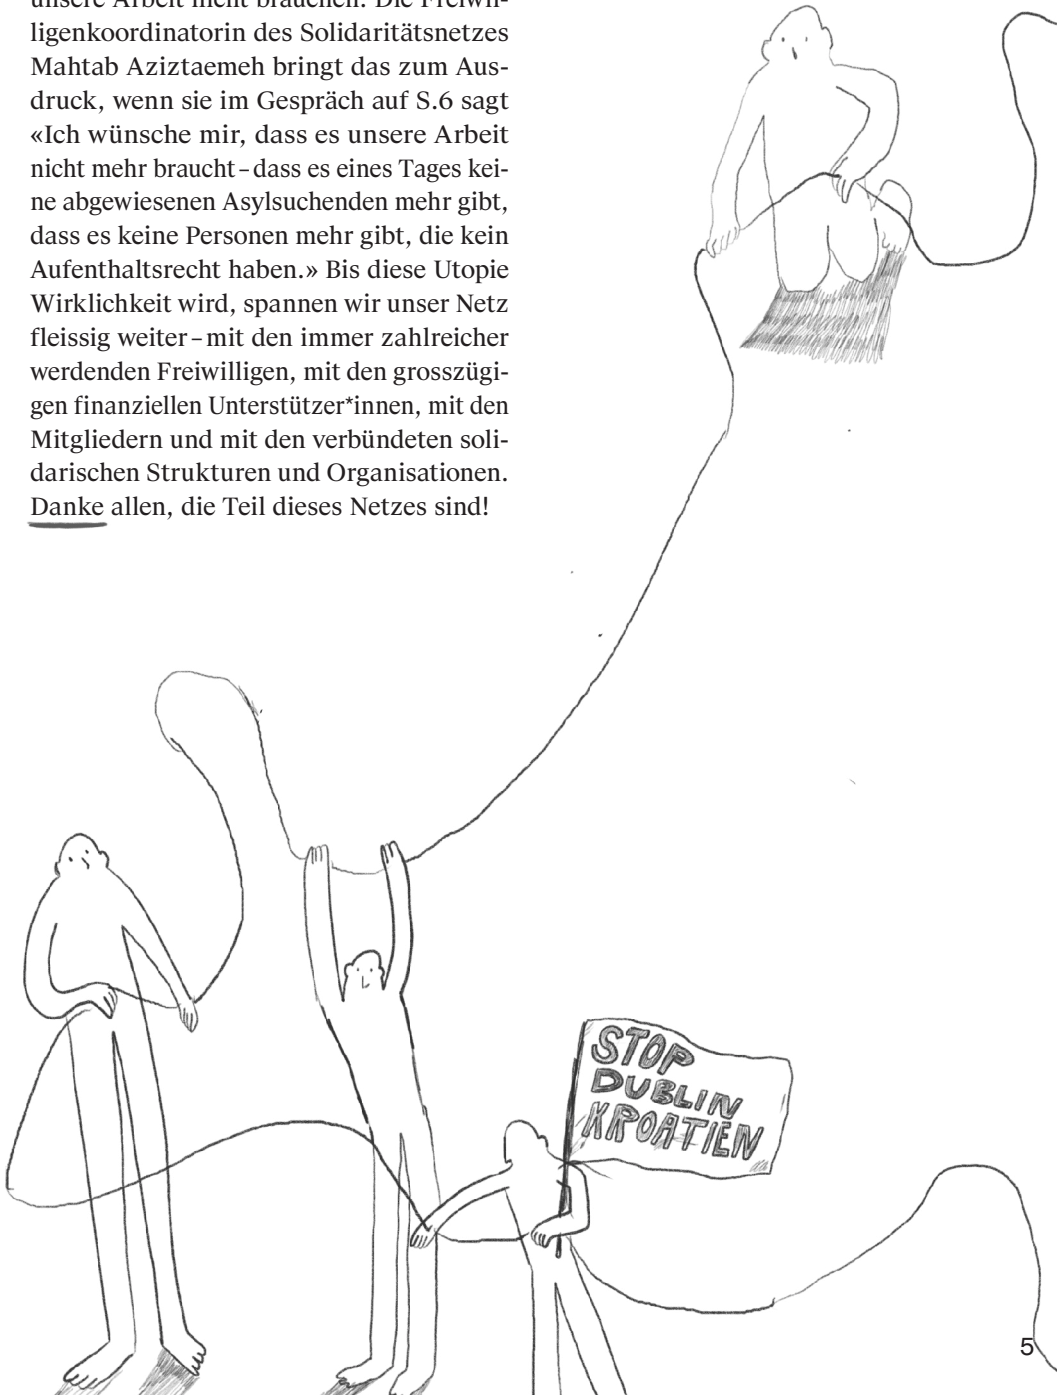 unsere Arbeit nicht brauchen. Die Freiwil-
ligenkoordinatorin des Solidaritätsnetzes
Mahtab Aziztaemeh bringt das zum Aus-
druck, wenn sie im Gespräch auf S.6 sagt
«Ich wünsche mir, dass es unsere Arbeit
nicht mehr braucht – dass es eines Tages kei-
ne abgewiesenen Asylsuchenden mehr gibt,
dass es keine Personen mehr gibt, die kein
Aufenthaltsrecht haben.» Bis diese Utopie
Wirklichkeit wird, spannen wir unser Netz
fleissig weiter – mit den immer zahlreicher
werdenden Freiwilligen, mit den grosszügi-
gen finanziellen Unterstützer*innen, mit den
Mitgliedern und mit den verbündeten soli-
darischen Strukturen und Organisationen.
Danke allen, die Teil dieses Netzes sind!
STOP
DUBLIN
KROATIEN
5